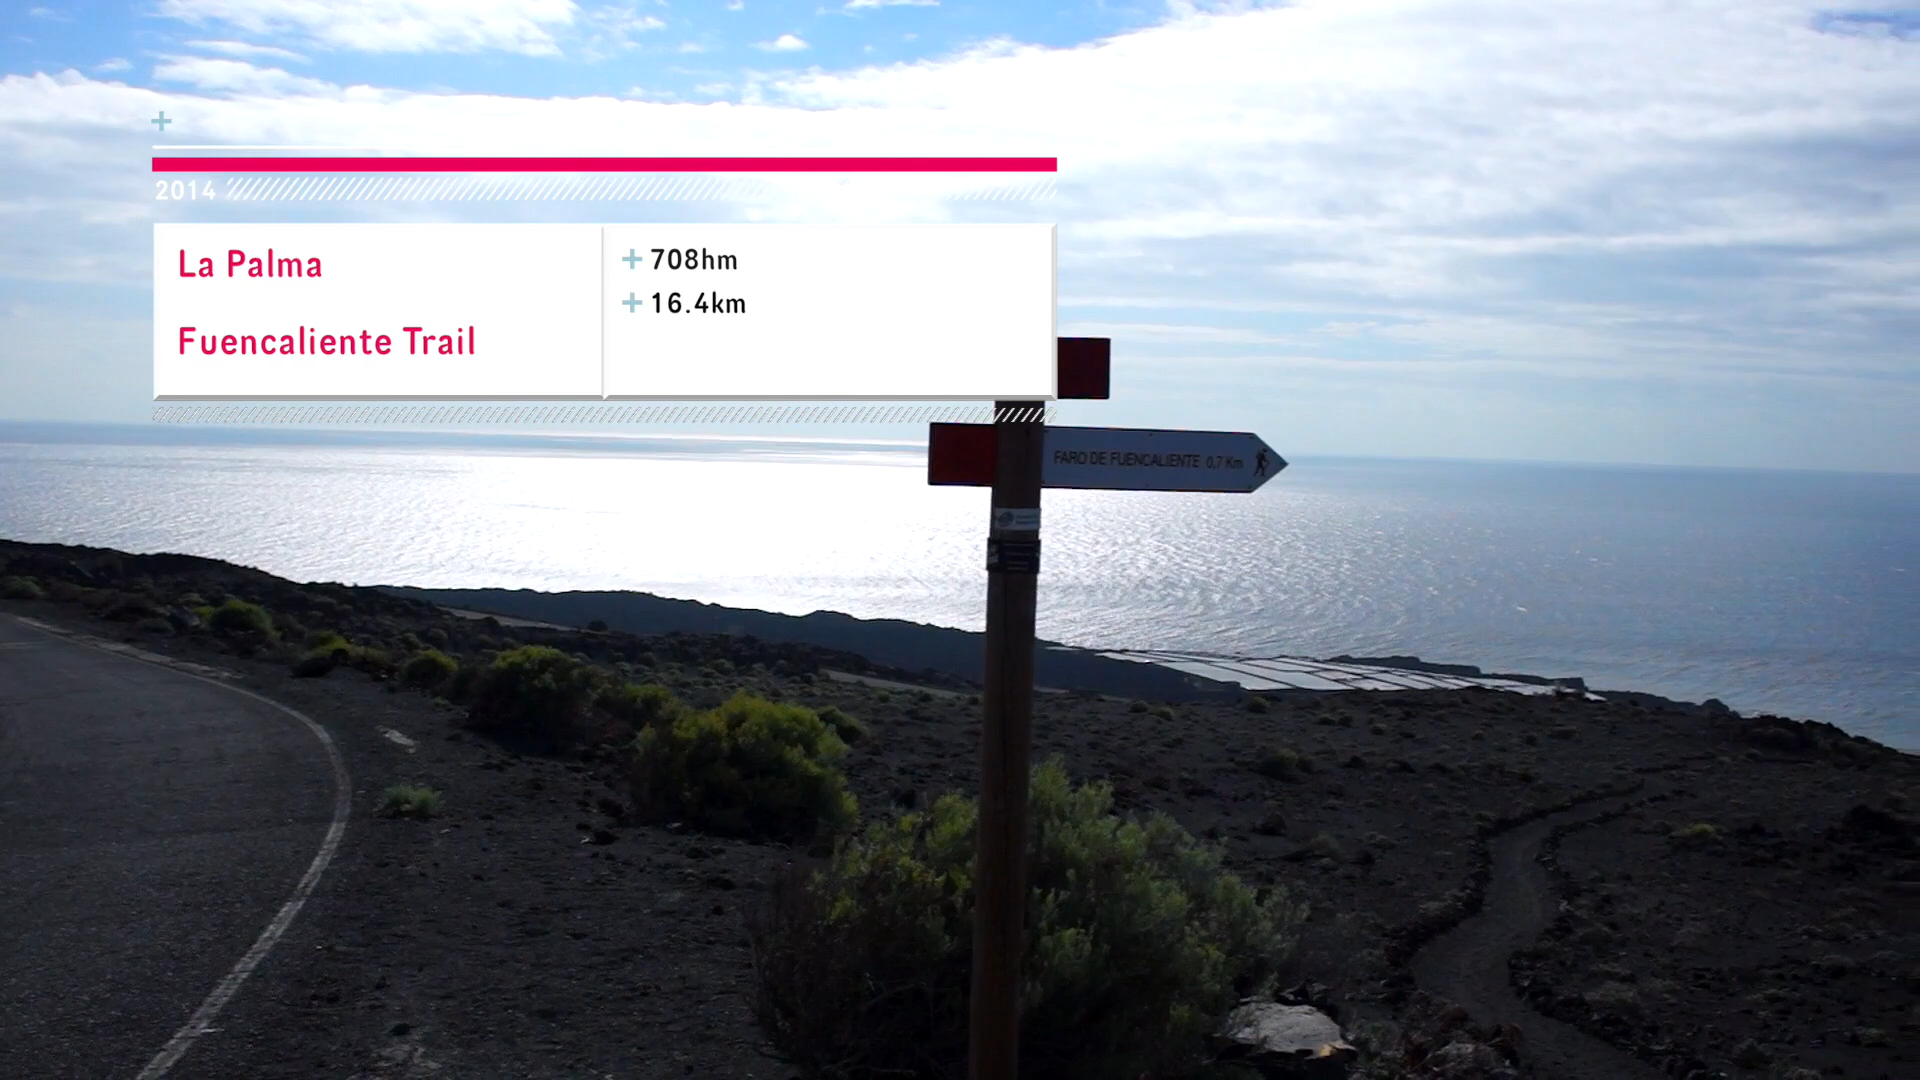 2014
La Palma
Fuencaliente Trail
+ 708hm
+ 16.4km
FARO DE FUENCALIENTE 0,7 Km